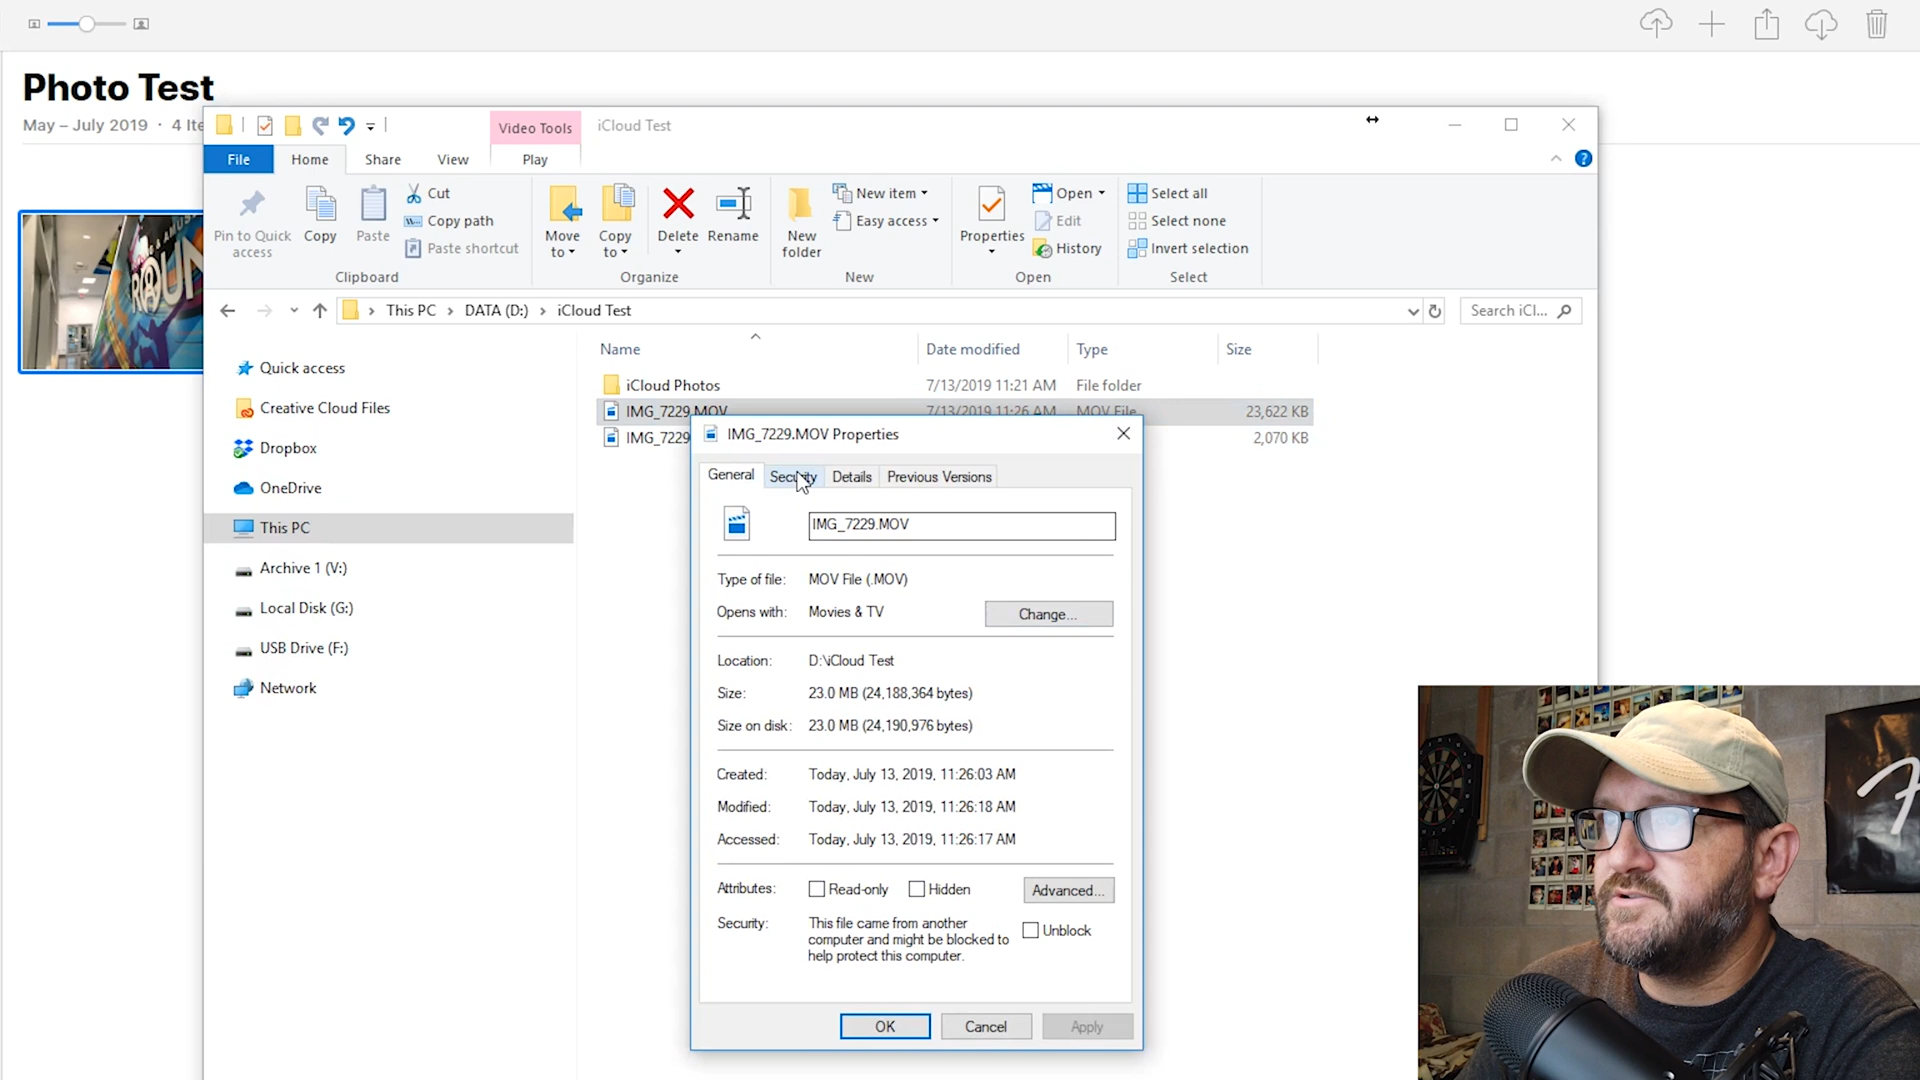 Photo Test
May – July 2019 · 4 Ite
Video Tools
iCloud Test
File
Home
Share
View
Play
Pin to Quick access
Copy
Paste
Cut
Copy path
Paste shortcut
Clipboard
Move to
Copy to
Delete
Rename
Organize
New folder
New item
Easy access
New
Properties
Open
Edit
History
Open
Select all
Select none
Invert selection
Select
This PC > DATA (D:) > iCloud Test
Search iCl...
Name
Date modified
Type
Size
iCloud Photos
7/13/2019 11:21 AM
File folder
IMG_7229.MOV
7/13/2019 11:26 AM
MOV File
23,622 KB
IMG_7229
2,070 KB
Quick access
Creative Cloud Files
Dropbox
OneDrive
This PC
Archive 1 (V:)
Local Disk (G:)
USB Drive (F:)
Network
IMG_7229.MOV Properties
General
Security
Details
Previous Versions
IMG_7229.MOV
Type of file: MOV File (.MOV)
Opens with: Movies & TV
Change...
Location: D:\iCloud Test
Size: 23.0 MB (24,188,364 bytes)
Size on disk: 23.0 MB (24,190,976 bytes)
Created: Today, July 13, 2019, 11:26:03 AM
Modified: Today, July 13, 2019, 11:26:18 AM
Accessed: Today, July 13, 2019, 11:26:17 AM
Attributes: Read-only Hidden
Advanced...
Security: This file came from another
computer and might be blocked to
help protect this computer.
Unblock
OK
Cancel
Apply